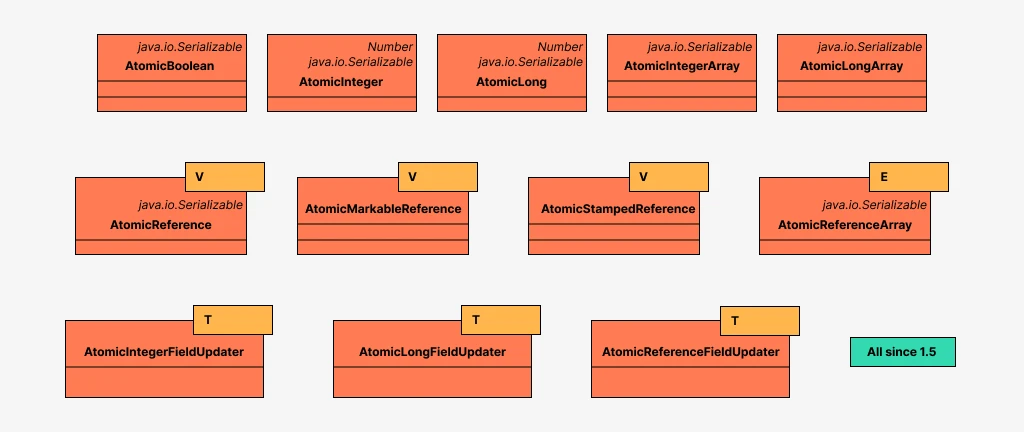 java.io.Serializable
AtomicBoolean
Number
java.io.Serializable
AtomicInteger
Number
java.io.Serializable
AtomicLong
java.io.Serializable
AtomicIntegerArray
java.io.Serializable
AtomicLongArray
V
java.io.Serializable
AtomicReference
V
AtomicMarkableReference
V
AtomicStampedReference
E
java.io.Serializable
AtomicReferenceArray
T
AtomicIntegerFieldUpdater
T
AtomicLongFieldUpdater
T
AtomicReferenceFieldUpdater
All since 1.5